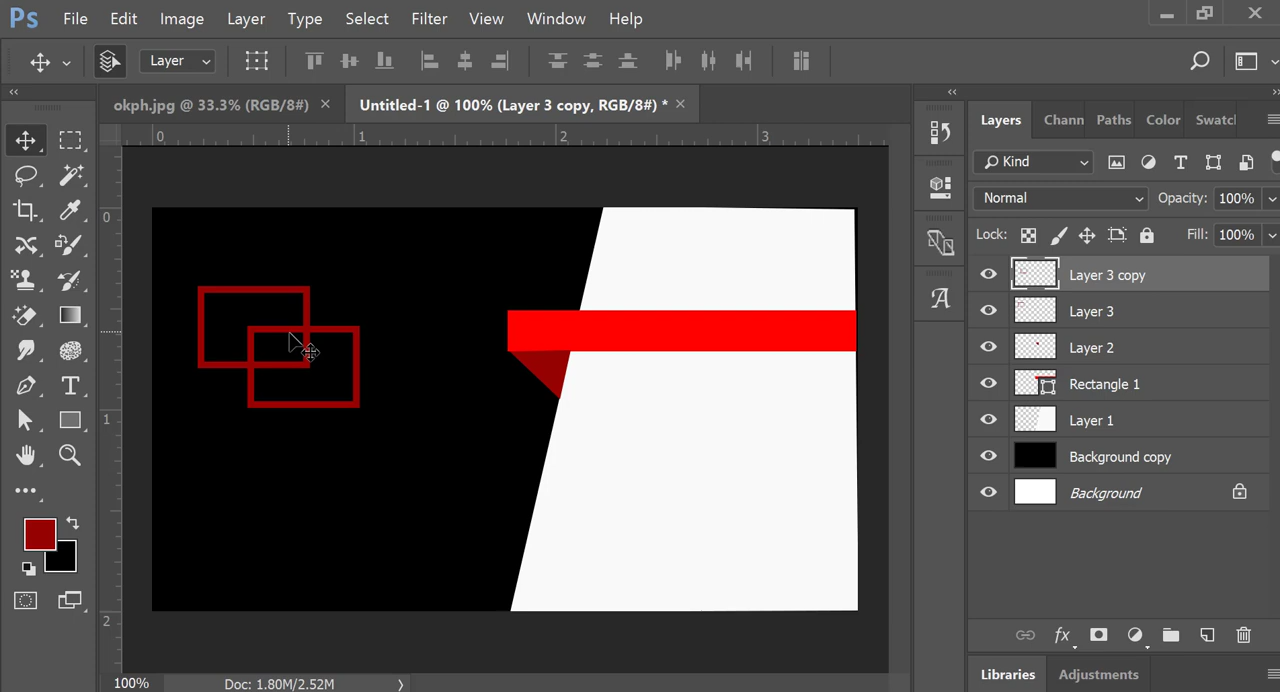 Ps File Edit Image Layer Type Select Filter View Window Help
Layer
okph.jpg @ 33.3% (RGB/8#) × Untitled-1 @ 100% (Layer 3 copy, RGB/8#) * ×
Layers Chann Paths Color Swatcl
0 1 2 3
Kind
Normal Opacity: 100%
0
Lock: Fill: 100%
Layer 3 copy
Layer 3
Layer 2
Rectangle 1
1
Layer 1
Background copy
Background
2
fx
Libraries Adjustments
100% Doc: 1.80M/2.52M